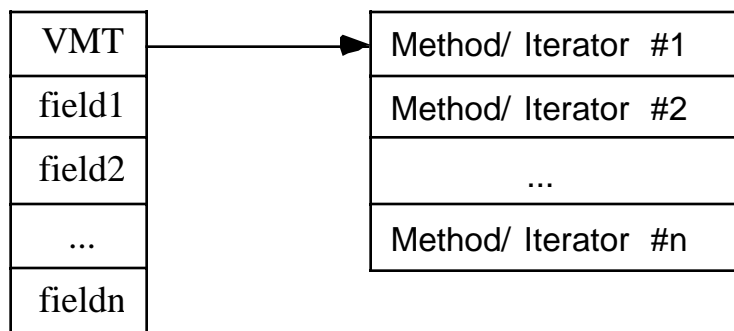 VMT
field1
field2
...
fieldn
Method/ Iterator #1
Method/ Iterator #2
...
Method/ Iterator #n